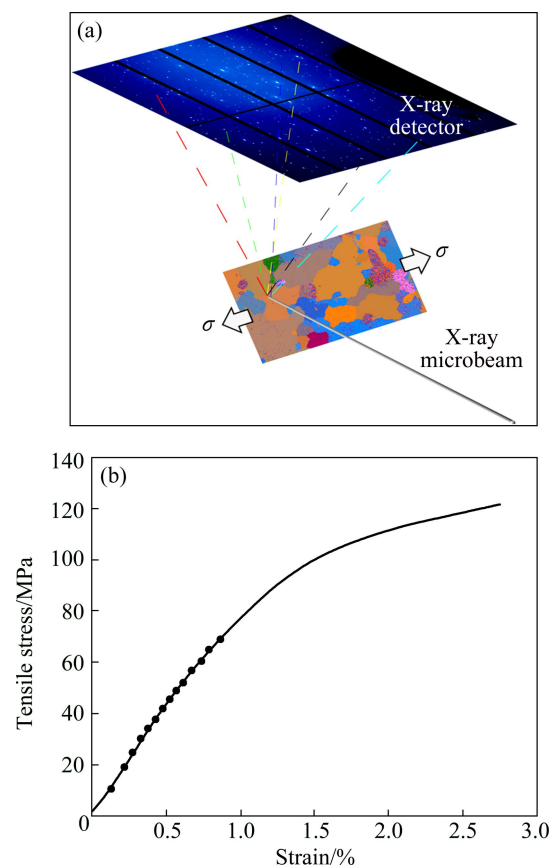 (a)
X-ray
detector
σ
σ
X-ray
microbeam
(b)
140
120
100
80
60
40
20
0
0
0.5
1.0
1.5
2.0
2.5
3.0
Tensile stress/MPa
Strain/%